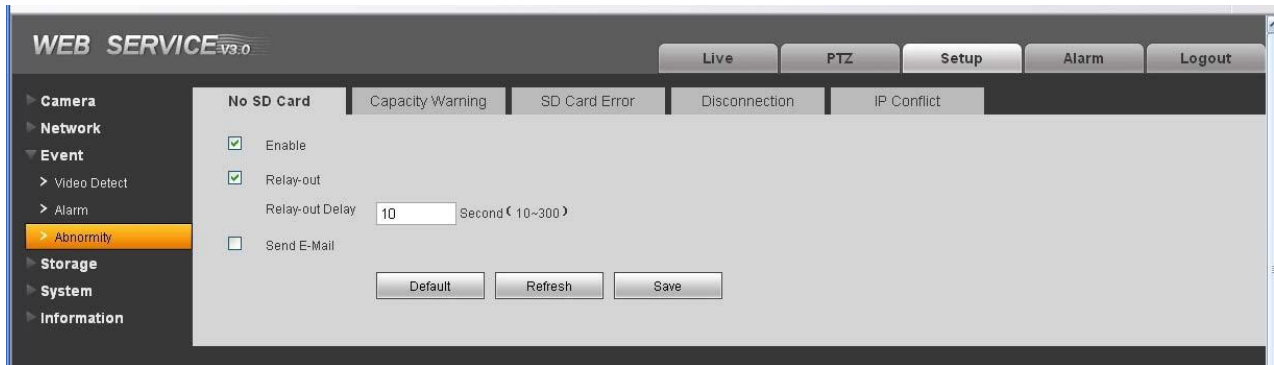 WEB SERVICE V3.0
Live PTZ Setup Alarm Logout
Camera
Network
Event
> Video Detect
> Alarm
> Abnormity
Storage
System
Information
No SD Card Capacity Warning SD Card Error Disconnection IP Conflict
Enable
Relay-out
Relay-out Delay 10 Second (10~300)
Send E-Mail
Default Refresh Save